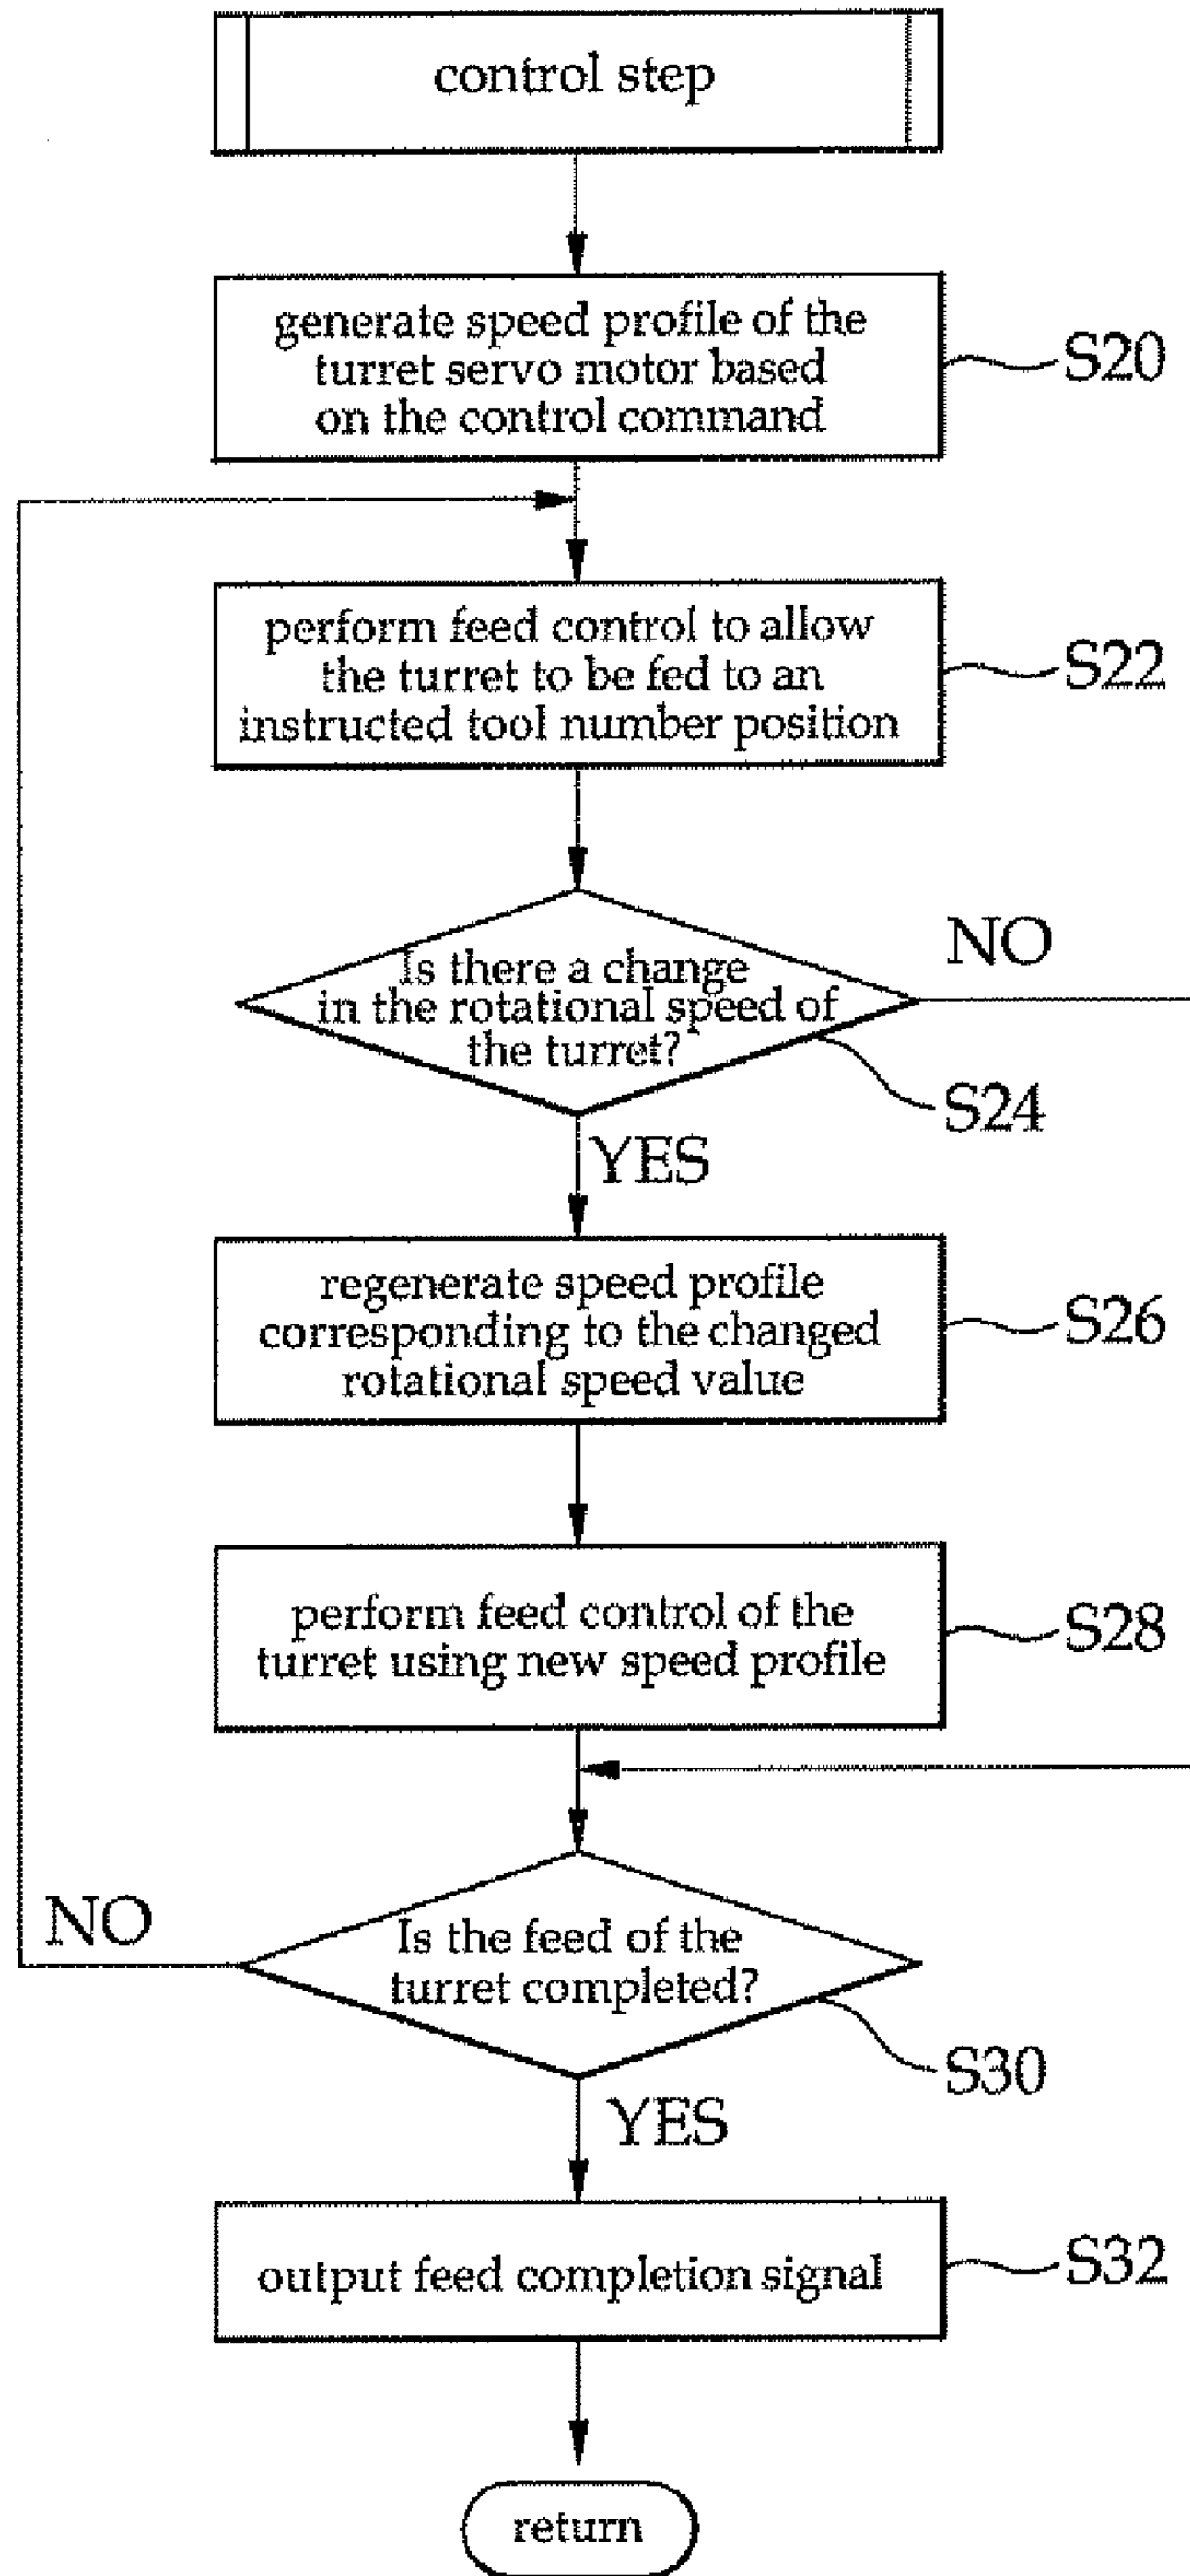 control step
generate speed profile of the
turret servo motor based
on the control command
S20
perform feed control to allow
the turret to be fed to an
instructed tool number position
S22
Is there a change
in the rotational speed of
the turret?
NO
S24
YES
regenerate speed profile
corresponding to the changed
rotational speed value
S26
perform feed control of the
turret using new speed profile
S28
NO
Is the feed of the
turret completed?
S30
YES
output feed completion signal
S32
return